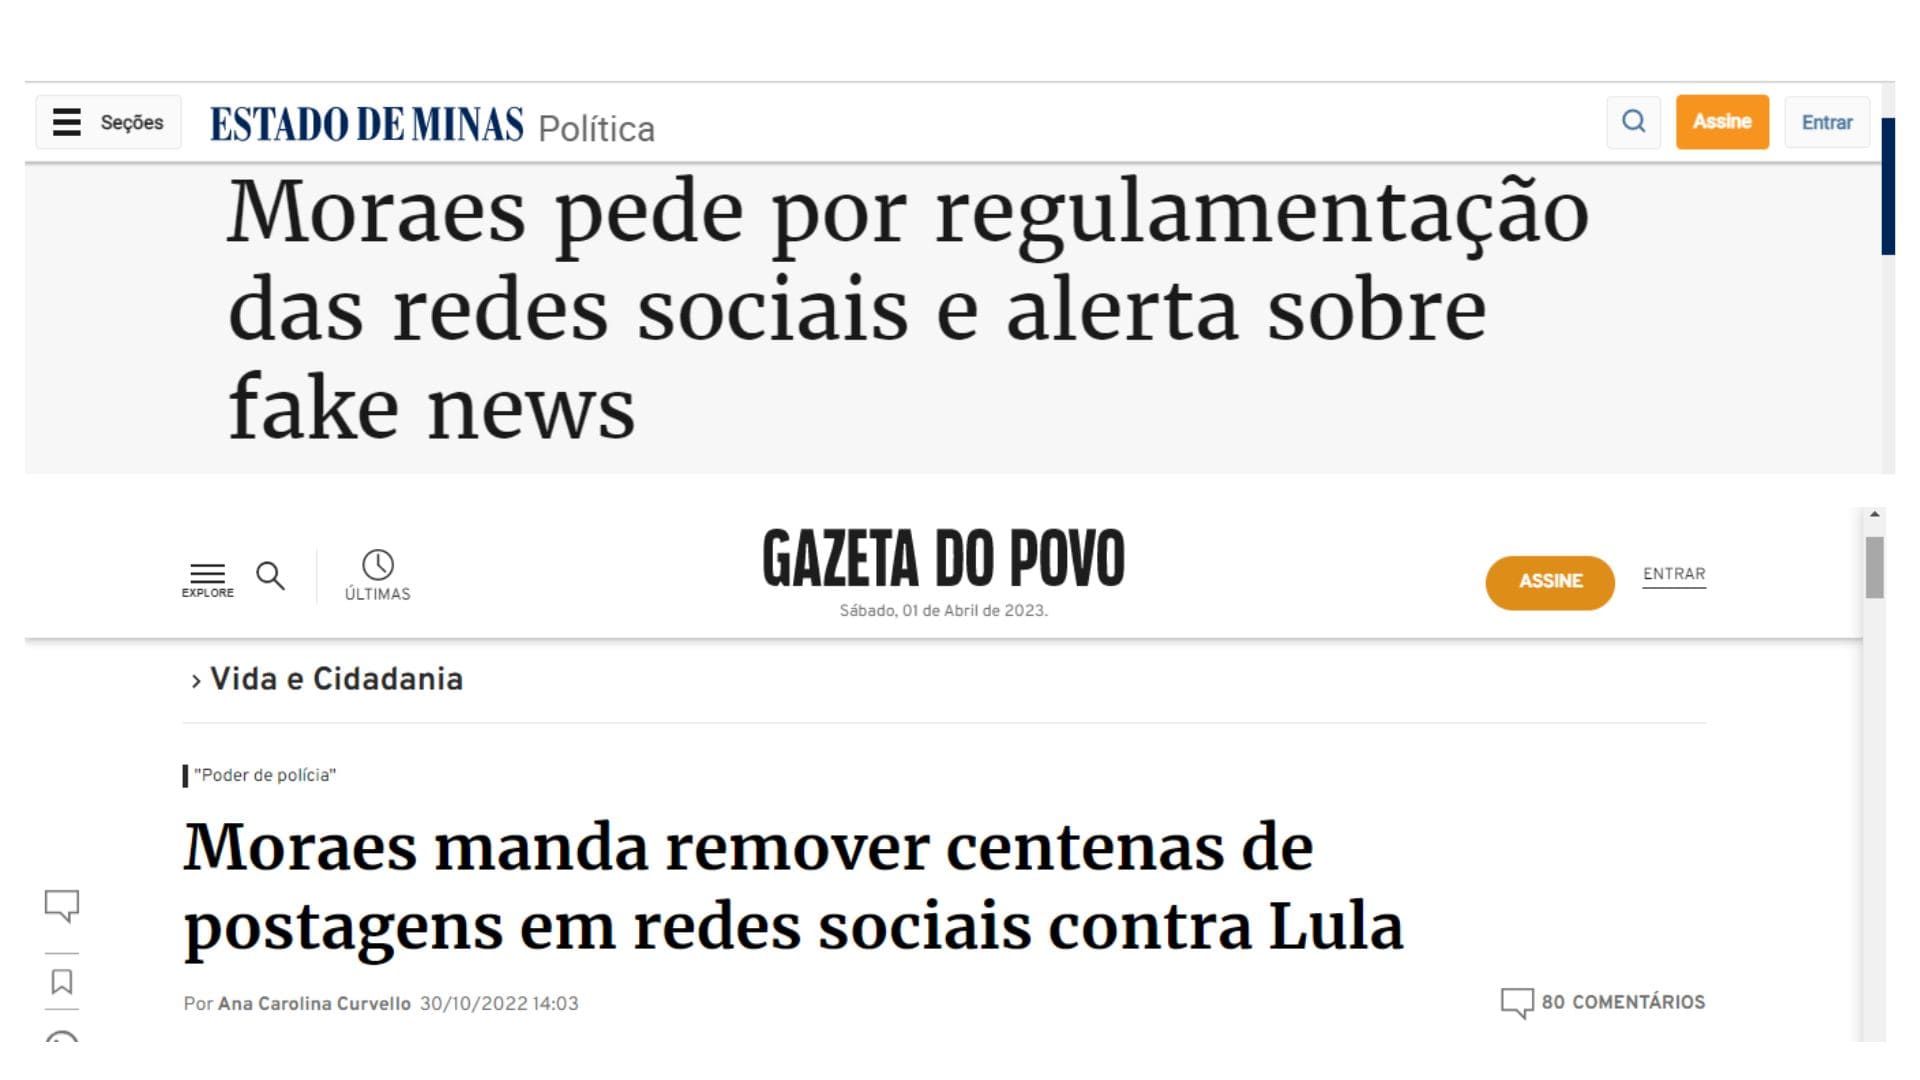 Seções
ESTADO DE MINAS Política
Assine
Entrar
Moraes pede por regulamentação
das redes sociais e alerta sobre
fake news
EXPLORE
ÚLTIMAS
GAZETA DO POVO
Sábado, 01 de Abril de 2023.
ASSINE
ENTRAR
› Vida e Cidadania
"Poder de polícia"
Moraes manda remover centenas de
postagens em redes sociais contra Lula
Por Ana Carolina Curvello 30/10/2022 14:03
80 COMENTÁRIOS